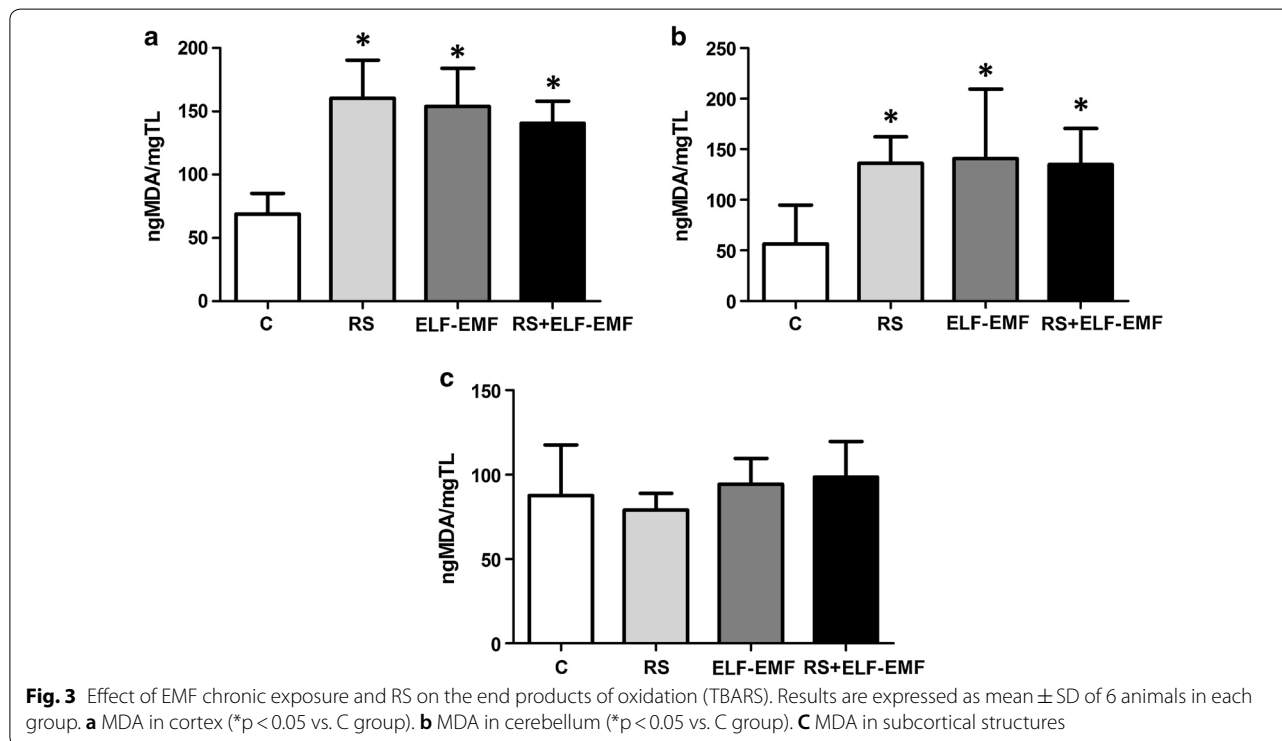 a
200
150
100
50
0
ngMDA/mgTL
* * *
C RS ELF-EMF RS+ELF-EMF
b
250
200
150
100
50
0
ngMDA/mgTL
* * *
C RS ELF-EMF RS+ELF-EMF
c
150
100
50
0
ngMDA/mgTL
C RS ELF-EMF RS+ELF-EMF
Fig. 3 Effect of EMF chronic exposure and RS on the end products of oxidation (TBARS). Results are expressed as mean ± SD of 6 animals in each
group. a MDA in cortex (*p < 0.05 vs. C group). b MDA in cerebellum (*p < 0.05 vs. C group). C MDA in subcortical structures